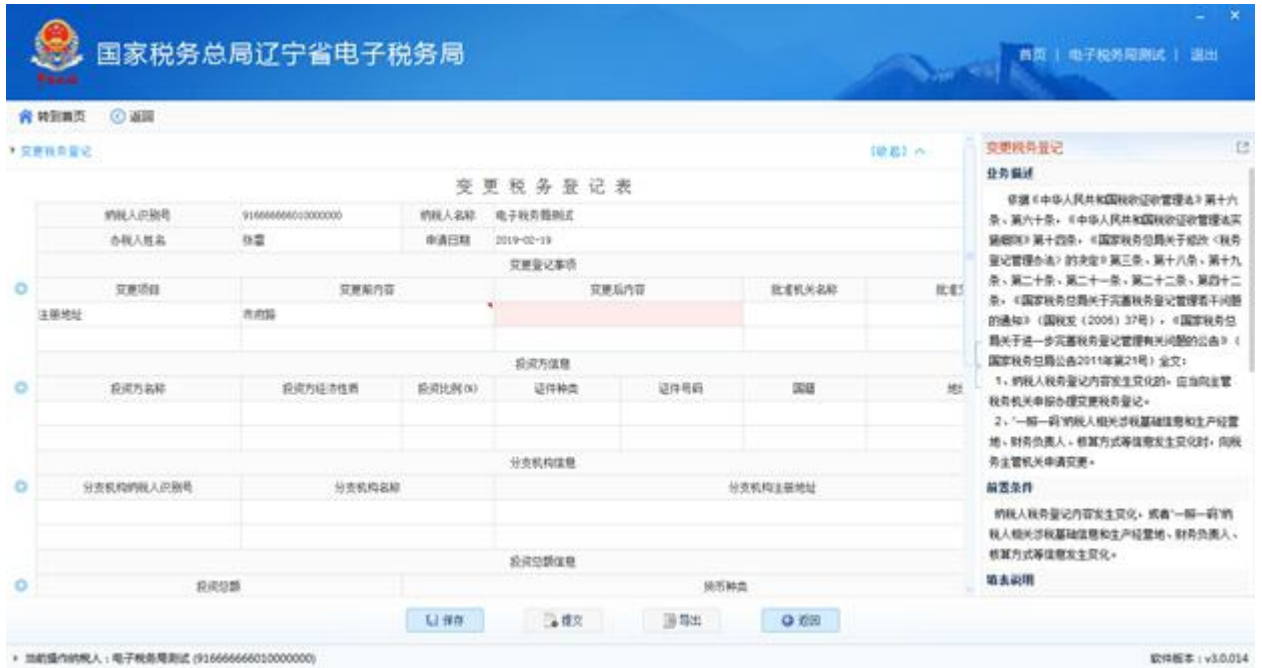 国家税务总局辽宁省电子税务局
首页 | 电子税务局测试 | 退出
转到首页 返回
变更税务登记 【收起】
变更税务登记表
纳税人识别号 916666666010000000 纳税人名称 电子税务局测试
办税人姓名 张雷 申请日期 2019-02-19
变更登记事项
变更项目 变更前内容 变更后内容 批准机关名称
注册地址 市府路
投资方信息
投资方名称 投资方经济性质 投资比例(%) 证件种类 证件号码 国籍 地
分支机构信息
分支机构纳税人识别号 分支机构名称 分支机构注册地址
投资总额信息
投资总额 货币种类
保存 提交 导出 返回
变更税务登记
业务描述
依据《中华人民共和国税收征收管理法》第十六
条、第六十条,《中华人民共和国税收征收管理法实
施细则》第十四条,《国家税务总局关于修改〈税务
登记管理办法〉的决定》第三条、第十八条、第十九
条、第二十条、第二十一条、第二十二条、第四十二
条,《国家税务总局关于完善税务登记管理若干问题
的通知》(国税发(2006)37号),《国家税务总
局关于进一步完善税务登记管理有关问题的公告》(
国家税务总局公告2011年第21号)全文:
1、纳税人税务登记内容发生变化的,应当向主管
税务机关申报办理变更税务登记。
2、“一照一码”纳税人相关涉税基础信息和生产经营
地、财务负责人、核算方式等信息发生变化时,向税
务主管机关申请变更。
前置条件
纳税人税务登记内容发生变化,或者“一照一码”纳
税人相关涉税基础信息和生产经营地、财务负责人、
核算方式等信息发生变化。
填表说明
当前操作纳税人:电子税务局测试 (916666666010000000)
软件版本:v3.0.014